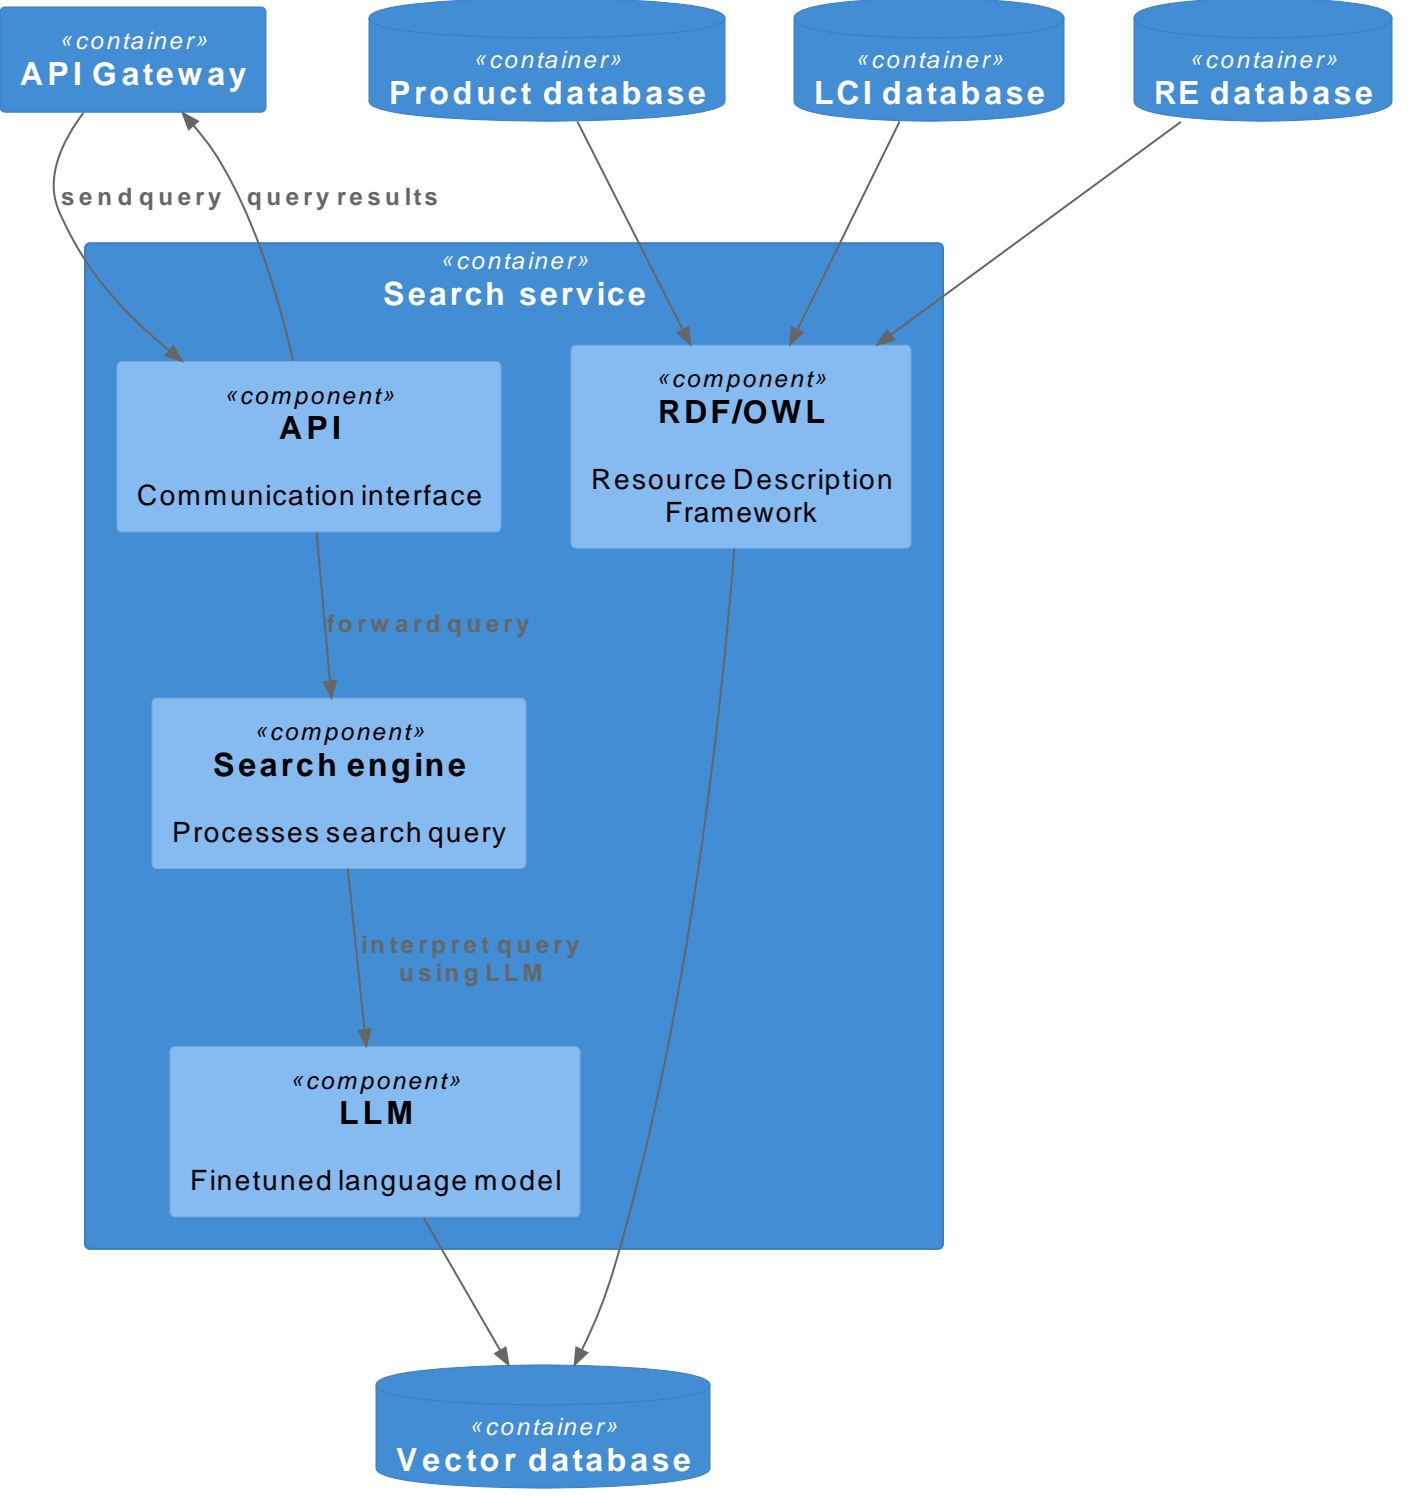 «container»
API Gateway
«container»
Product database
«container»
LCI database
«container»
RE database
send query
query results
«container»
Search service
«component»
API
Communication interface
«component»
RDF/OWL
Resource Description
Framework
forward query
«component»
Search engine
Processes search query
interpret query
using LLM
«component»
LLM
Finetuned language model
«container»
Vector database